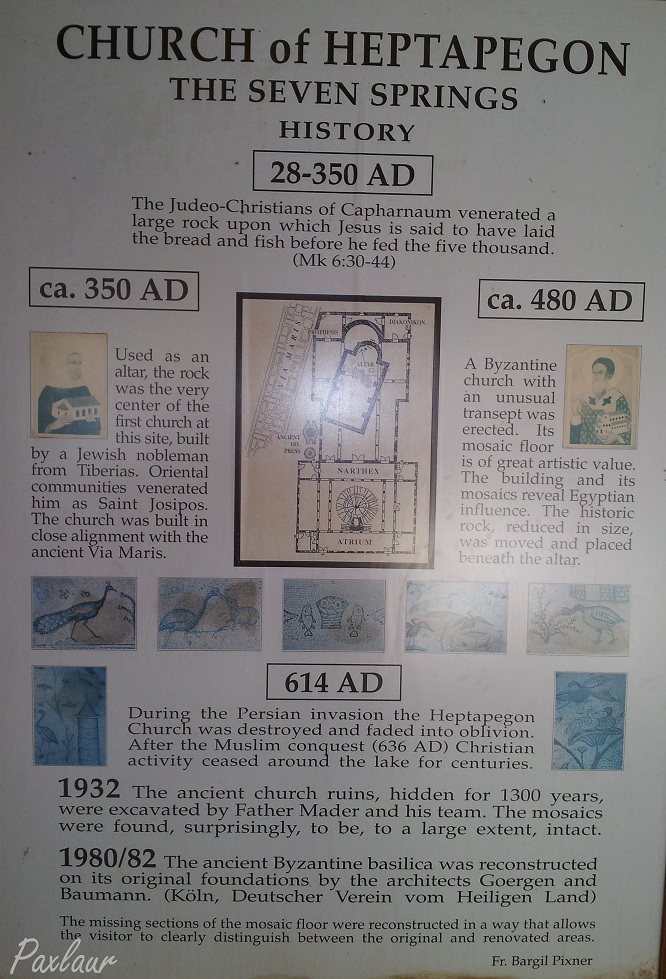 CHURCH of HEPTAPEGON
THE SEVEN SPRINGS
HISTORY
28-350 AD
The Judeo-Christians of Capharnaum venerated a
large rock upon which Jesus is said to have laid
the bread and fish before he fed the five thousand.
(Mk 6:30-44)
ca. 350 AD
Used as an
altar, the rock
was the very
center of the
first church at
this site, built
by a Jewish nobleman
from Tiberias. Oriental
communities venerated
him as Saint Josipos.
The church was built in
close alignment with the
ancient Via Maris.
PROTHESIS
DIAKONIKON
VIA MARIS
ALTAR
ANCIENT
OIL
PRESS
NARTHEX
ATRIUM
ca. 480 AD
A Byzantine
church with
an unusual
transept was
erected. Its
mosaic floor
is of great artistic value.
The building and its
mosaics reveal Egyptian
influence. The historic
rock, reduced in size,
was moved and placed
beneath the altar.
614 AD
During the Persian invasion the Heptapegon
Church was destroyed and faded into oblivion.
After the Muslim conquest (636 AD) Christian
activity ceased around the lake for centuries.
1932 The ancient church ruins, hidden for 1300 years,
were excavated by Father Mader and his team. The mosaics
were found, surprisingly, to be, to a large extent, intact.
1980/82 The ancient Byzantine basilica was reconstructed
on its original foundations by the architects Goergen and
Baumann. (Köln, Deutscher Verein vom Heiligen Land)
The missing sections of the mosaic floor were reconstructed in a way that allows
the visitor to clearly distinguish between the original and renovated areas.
Fr. Bargil Pixner
Paxlaur